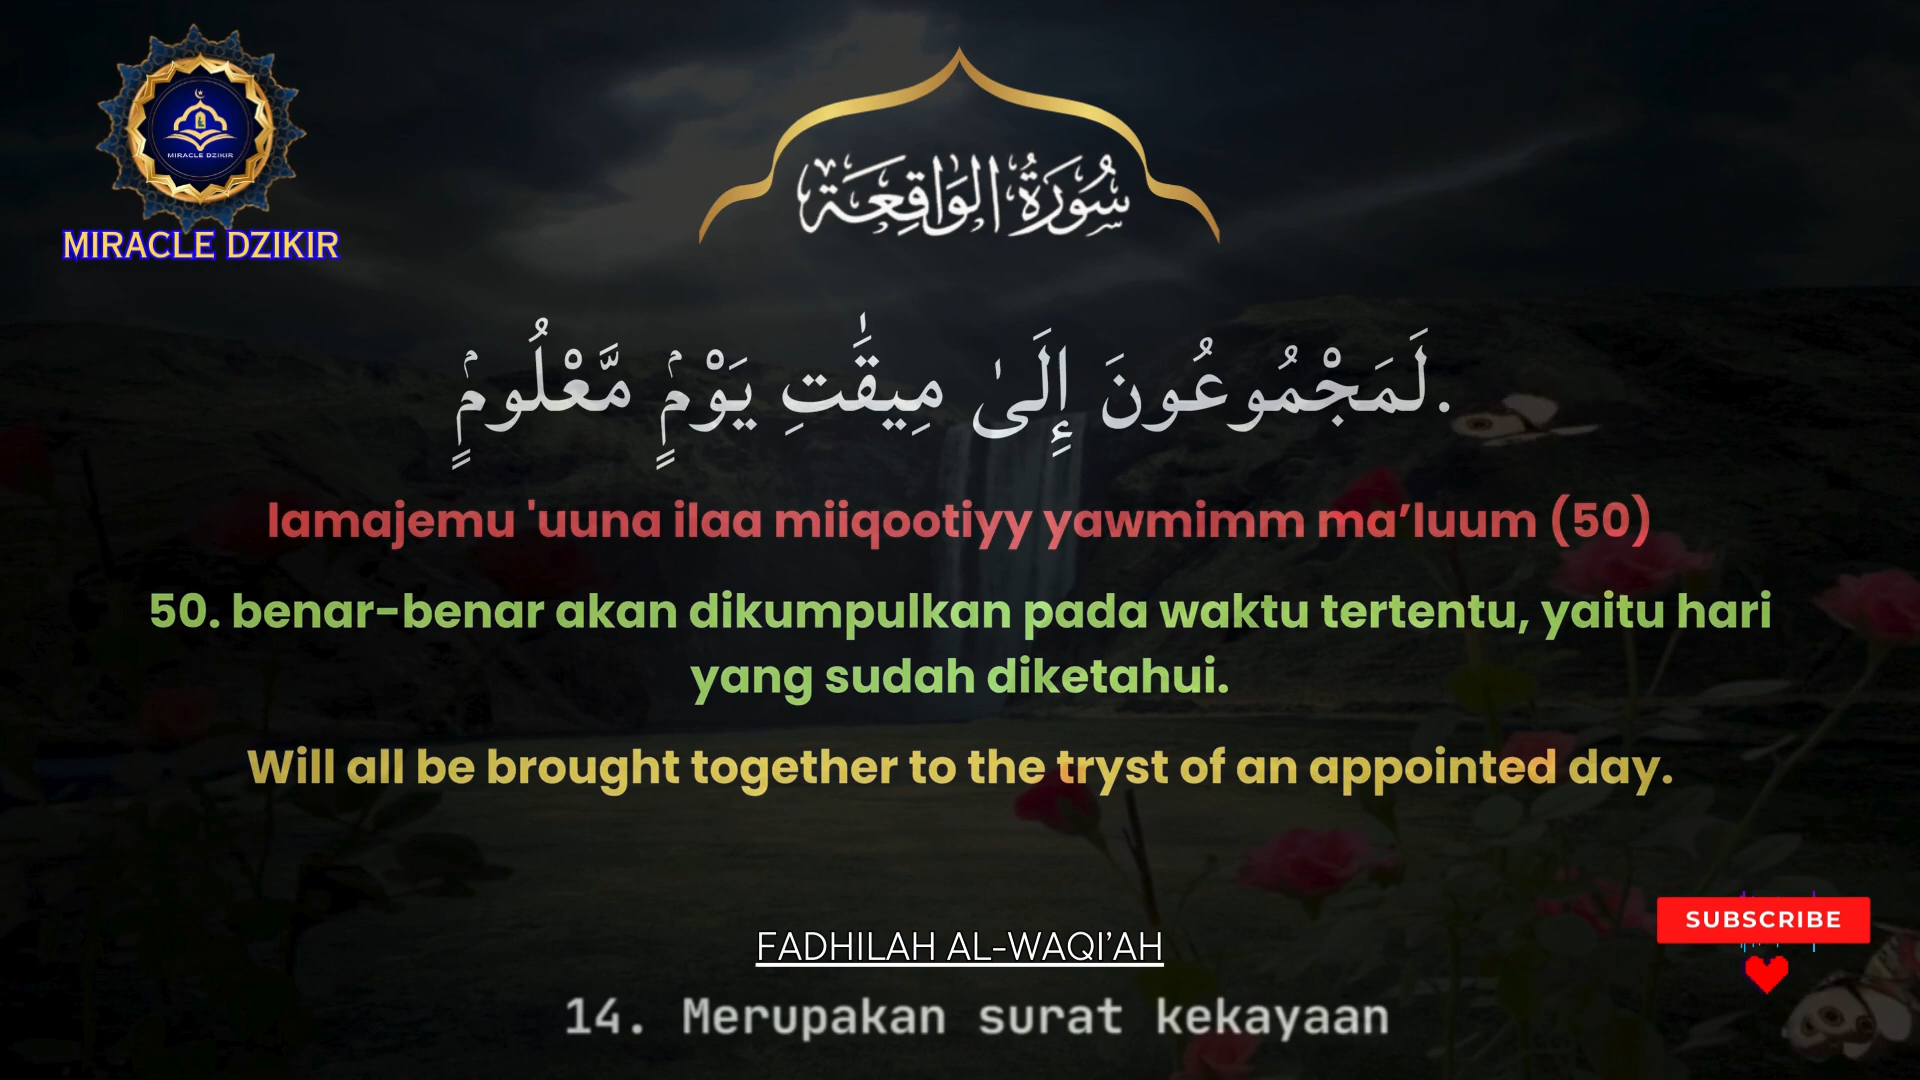 MIRACLE DZIKIR
MIRACLE DZIKIR
سُورَةُ الوَاقِعَة
لَمَجْمُوعُونَ إِلَىٰ مِيقَٰتِ يَوْمٍۢ مَّعْلُومٍۢ.
lamajemu 'uuna ilaa miiqootiyy yawmimm ma’luum (50)
50. benar-benar akan dikumpulkan pada waktu tertentu, yaitu hari
yang sudah diketahui.
Will all be brought together to the tryst of an appointed day.
SUBSCRIBE
FADHILAH AL-WAQI’AH
14. Merupakan surat kekayaan